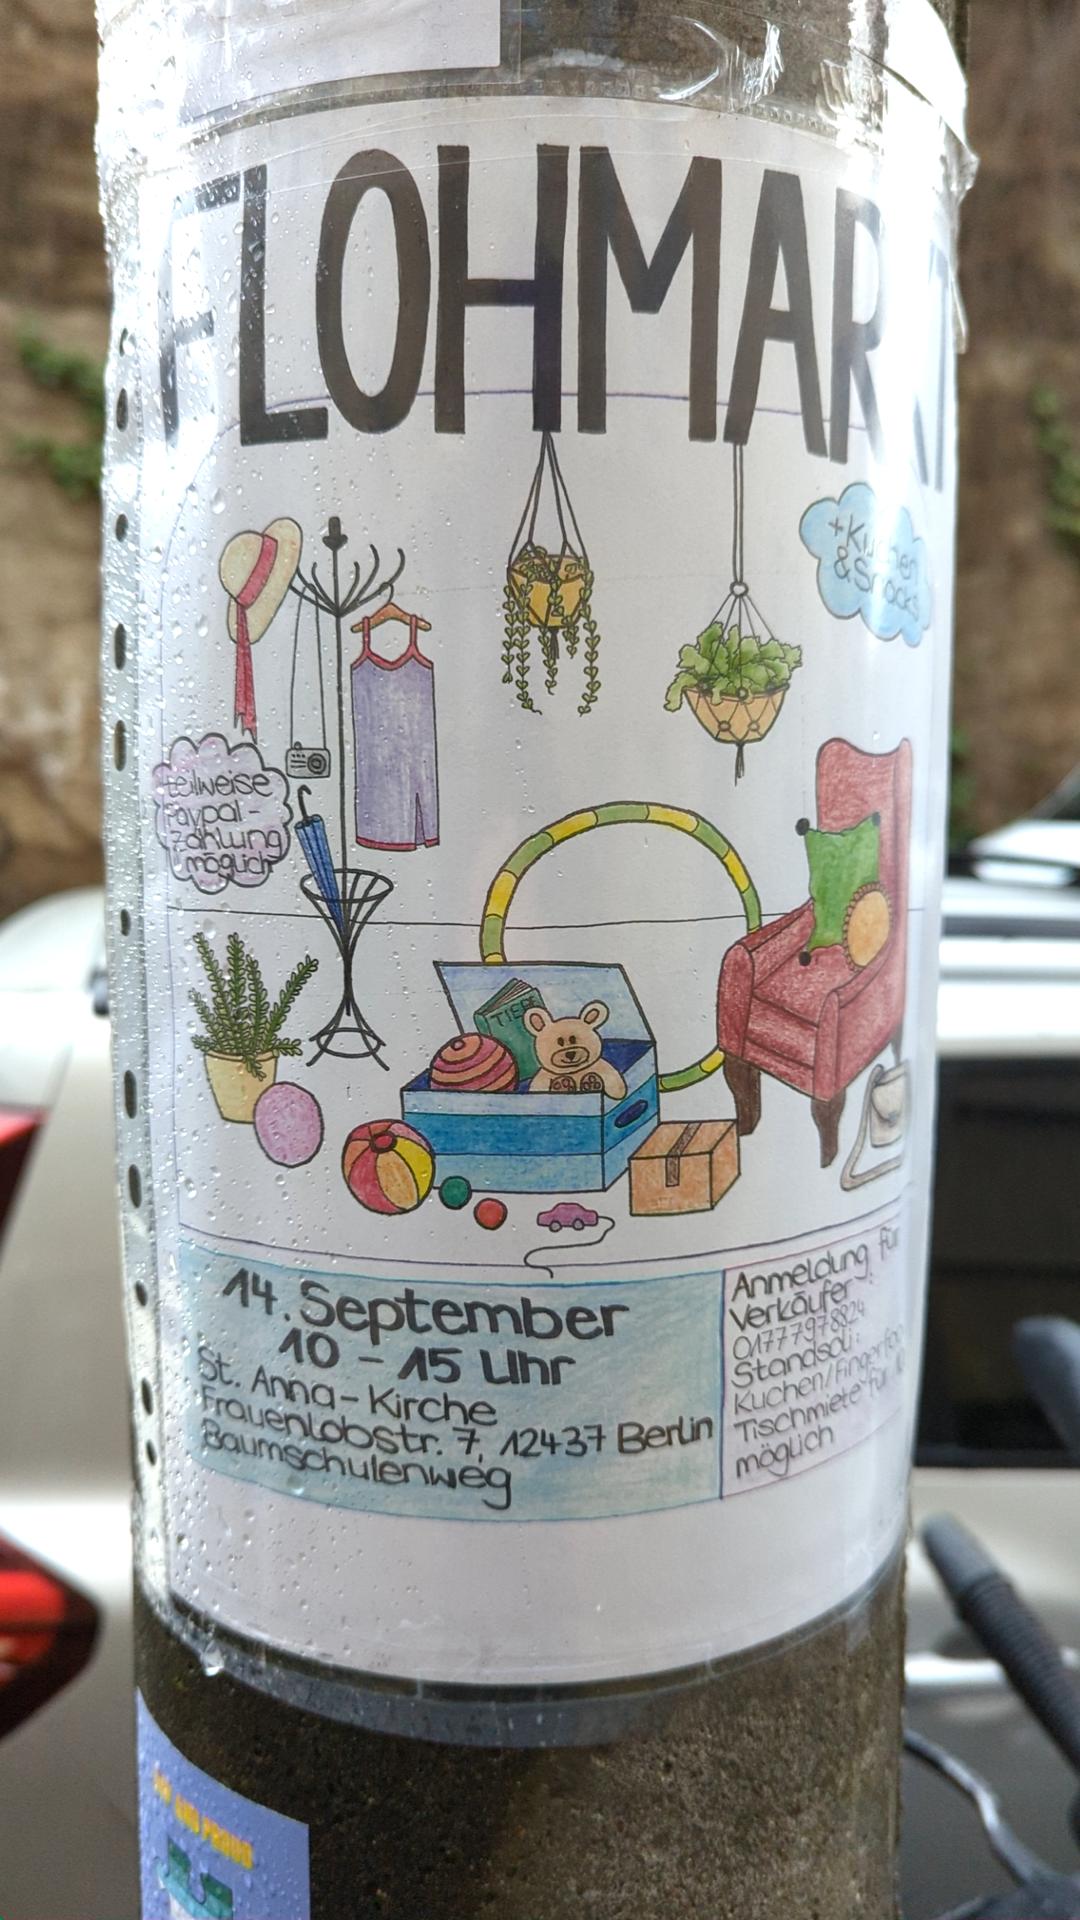 FLOHMARKT
+Kuchen
& Snacks
teilweise
Paypal-
Zahlung
möglich
TIERE
14. September
10 - 15 Uhr
St. Anna-Kirche
Frauenlobstr. 7, 12437 Berlin
Baumschulenweg
Anmeldung für
Verkäufer:
01777978824
Standsoli:
Kuchen/Fingerfood
Tischmiete für
möglich